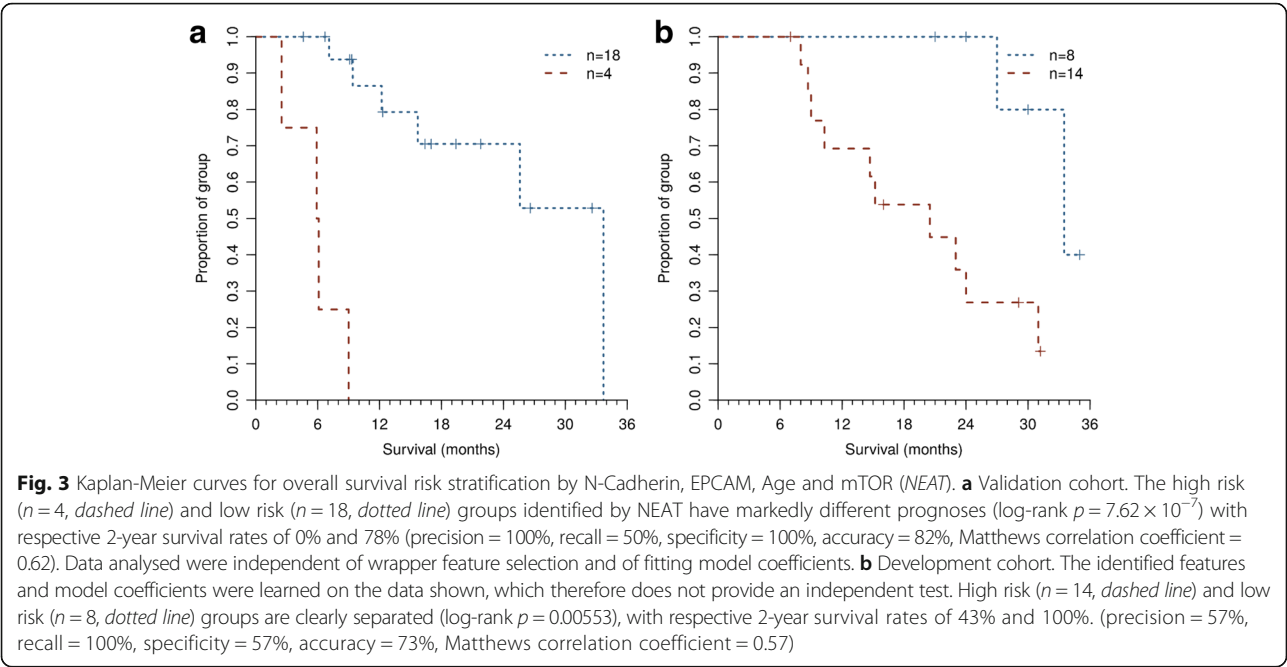 a
b
1.0
0.9
0.8
0.7
0.6
0.5
0.4
0.3
0.2
0.1
0.0
Proportion of group
n=18
n=4
0 6 12 18 24 30 36
Survival (months)
1.0
0.9
0.8
0.7
0.6
0.5
0.4
0.3
0.2
0.1
0.0
Proportion of group
n=8
n=14
0 6 12 18 24 30 36
Survival (months)
Fig. 3 Kaplan-Meier curves for overall survival risk stratification by N-Cadherin, EPCAM, Age and mTOR (NEAT). a Validation cohort. The high risk
(n = 4, dashed line) and low risk (n = 18, dotted line) groups identified by NEAT have markedly different prognoses (log-rank p = 7.62 × 10⁻⁷) with
respective 2-year survival rates of 0% and 78% (precision = 100%, recall = 50%, specificity = 100%, accuracy = 82%, Matthews correlation coefficient =
0.62). Data analysed were independent of wrapper feature selection and of fitting model coefficients. b Development cohort. The identified features
and model coefficients were learned on the data shown, which therefore does not provide an independent test. High risk (n = 14, dashed line) and low
risk (n = 8, dotted line) groups are clearly separated (log-rank p = 0.00553), with respective 2-year survival rates of 43% and 100%. (precision = 57%,
recall = 100%, specificity = 57%, accuracy = 73%, Matthews correlation coefficient = 0.57)